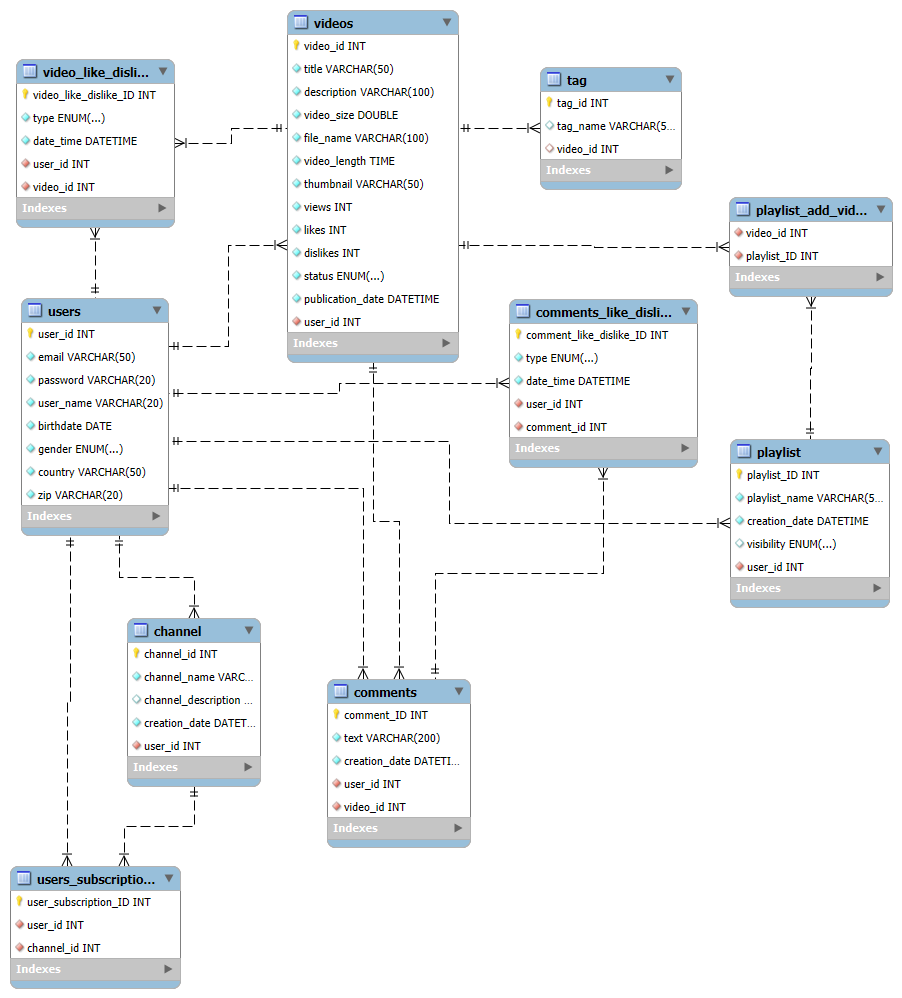 videos
video_id INT
title VARCHAR(50)
description VARCHAR(100)
video_size DOUBLE
file_name VARCHAR(100)
video_length TIME
thumbnail VARCHAR(50)
views INT
likes INT
dislikes INT
status ENUM(...)
publication_date DATETIME
user_id INT
Indexes
video_like_disli...
video_like_dislike_ID INT
type ENUM(...)
date_time DATETIME
user_id INT
video_id INT
Indexes
tag
tag_id INT
tag_name VARCHAR(5...
video_id INT
Indexes
playlist_add_vid...
video_id INT
playlist_ID INT
Indexes
users
user_id INT
email VARCHAR(50)
password VARCHAR(20)
user_name VARCHAR(20)
birthdate DATE
gender ENUM(...)
country VARCHAR(50)
zip VARCHAR(20)
Indexes
comments_like_disli...
comment_like_dislike_ID INT
type ENUM(...)
date_time DATETIME
user_id INT
comment_id INT
Indexes
playlist
playlist_ID INT
playlist_name VARCHAR(5...
creation_date DATETIME
visibility ENUM(...)
user_id INT
Indexes
channel
channel_id INT
channel_name VARC...
channel_description ...
creation_date DATET...
user_id INT
Indexes
comments
comment_ID INT
text VARCHAR(200)
creation_date DATETI...
user_id INT
video_id INT
Indexes
users_subscriptio...
user_subscription_ID INT
user_id INT
channel_id INT
Indexes